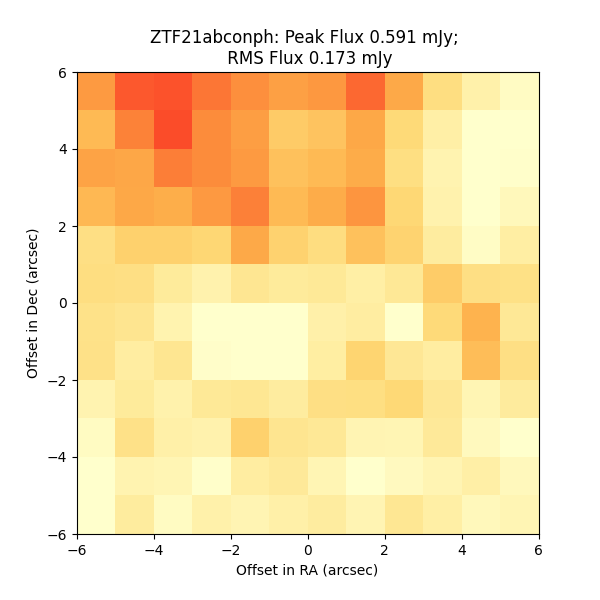 ZTF21abconph: Peak Flux 0.591 mJy;
RMS Flux 0.173 mJy
6
4
2
0
−2
−4
−6
Offset in Dec (arcsec)
−6 −4 −2 0 2 4 6
Offset in RA (arcsec)